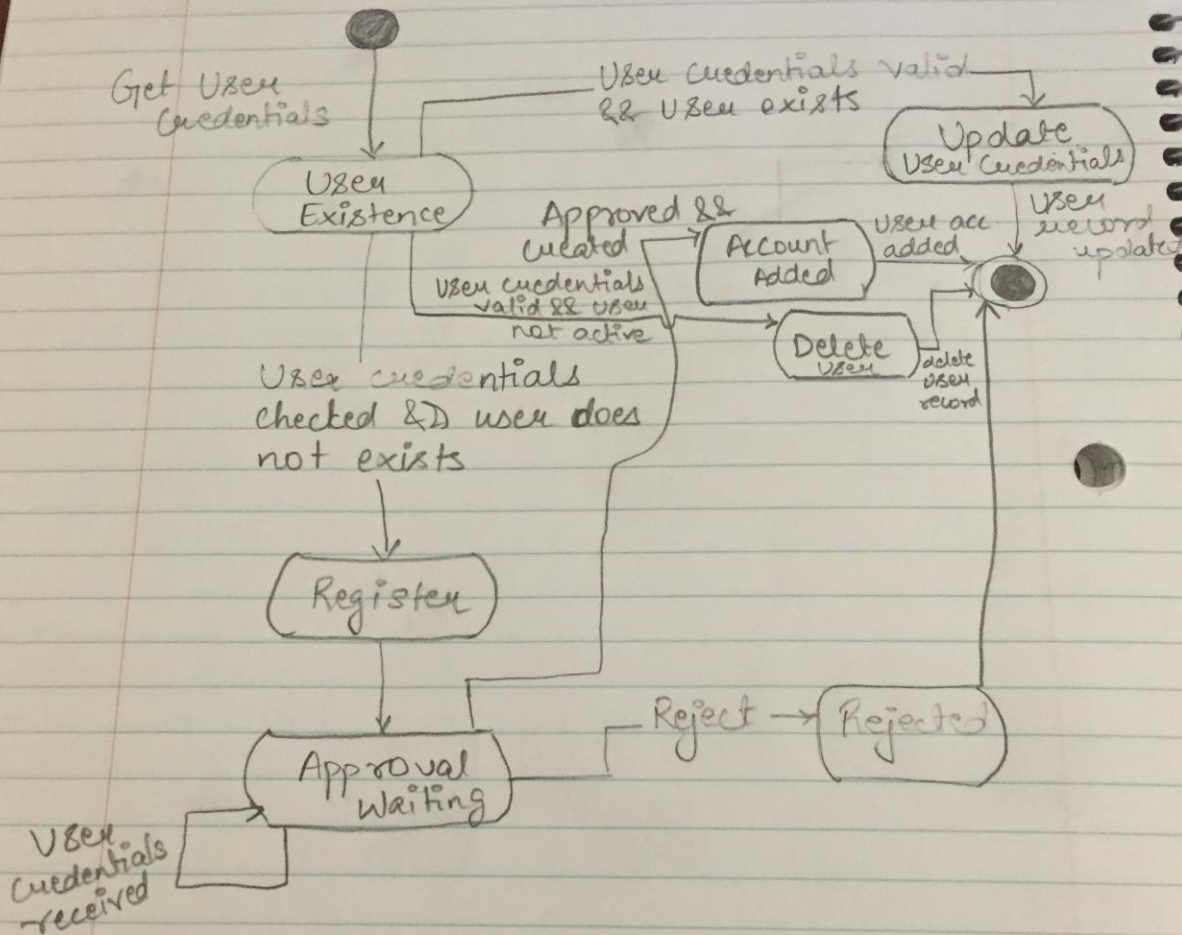 Get User
Credentials
User Credentials valid
&& User exists
Update
User Credentials
User
Existence
User
record
updated
Approved &&
Created
Account
Added
User acc
added
User credentials
valid && User
not active
Delete
User
delete
user
record
User credentials
checked && user does
not exists
Register
Approval
Waiting
Reject
Rejected
User
Credentials
received